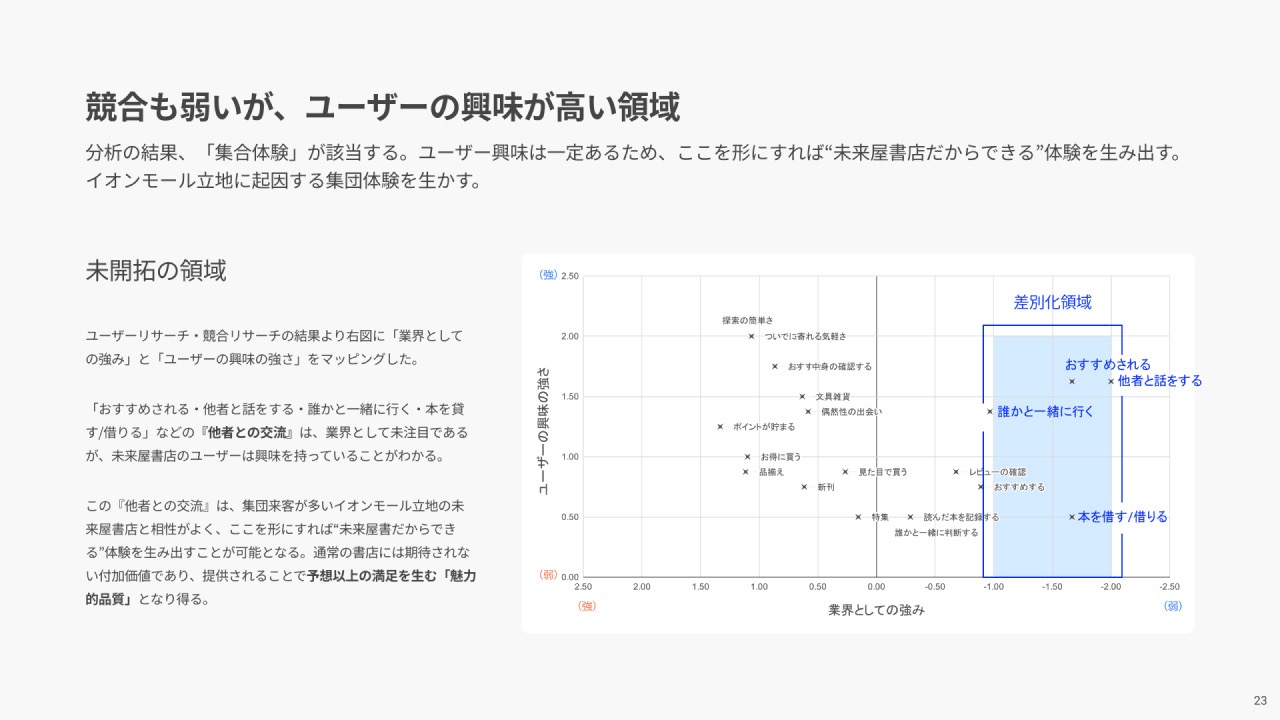 競合も弱いが、ユーザーの興味が高い領域
分析の結果、「集合体験」が該当する。ユーザー興味は一定あるため、ここを形にすれば“未来屋書店だからできる”体験を生み出す。
イオンモール立地に起因する集団体験を生かす。
未開拓の領域
ユーザーリサーチ・競合リサーチの結果より右図に「業界として
の強み」と「ユーザーの興味の強さ」をマッピングした。
「おすすめされる・他者と話をする・誰かと一緒に行く・本を貸
す/借りる」などの『他者との交流』は、業界として未注目である
が、未来屋書店のユーザーは興味を持っていることがわかる。
この『他者との交流』は、集団来客が多いイオンモール立地の未
来屋書店と相性がよく、ここを形にすれば“未来屋書だからでき
る”体験を生み出すことが可能となる。通常の書店には期待されな
い付加価値であり、提供されることで予想以上の満足を生む「魅力
的品質」となり得る。
（強）
2.50
2.00
1.50
1.00
0.50
（弱）
0.00
ユーザーの興味の強さ
差別化領域
探索の簡単さ
ついでに寄れる気軽さ
おすす中身の確認する
おすすめされる
他者と話をする
文具雑貨
偶然性の出会い
誰かと一緒に行く
ポイントが貯まる
お得に買う
品揃え
見た目で買う
レビューの確認
新刊
おすすめする
特集
読んだ本を記録する
本を借す/借りる
誰かと一緒に判断する
2.50
2.00
1.50
1.00
0.50
0.00
-0.50
-1.00
-1.50
-2.00
-2.50
（強）
業界としての強み
（弱）
23